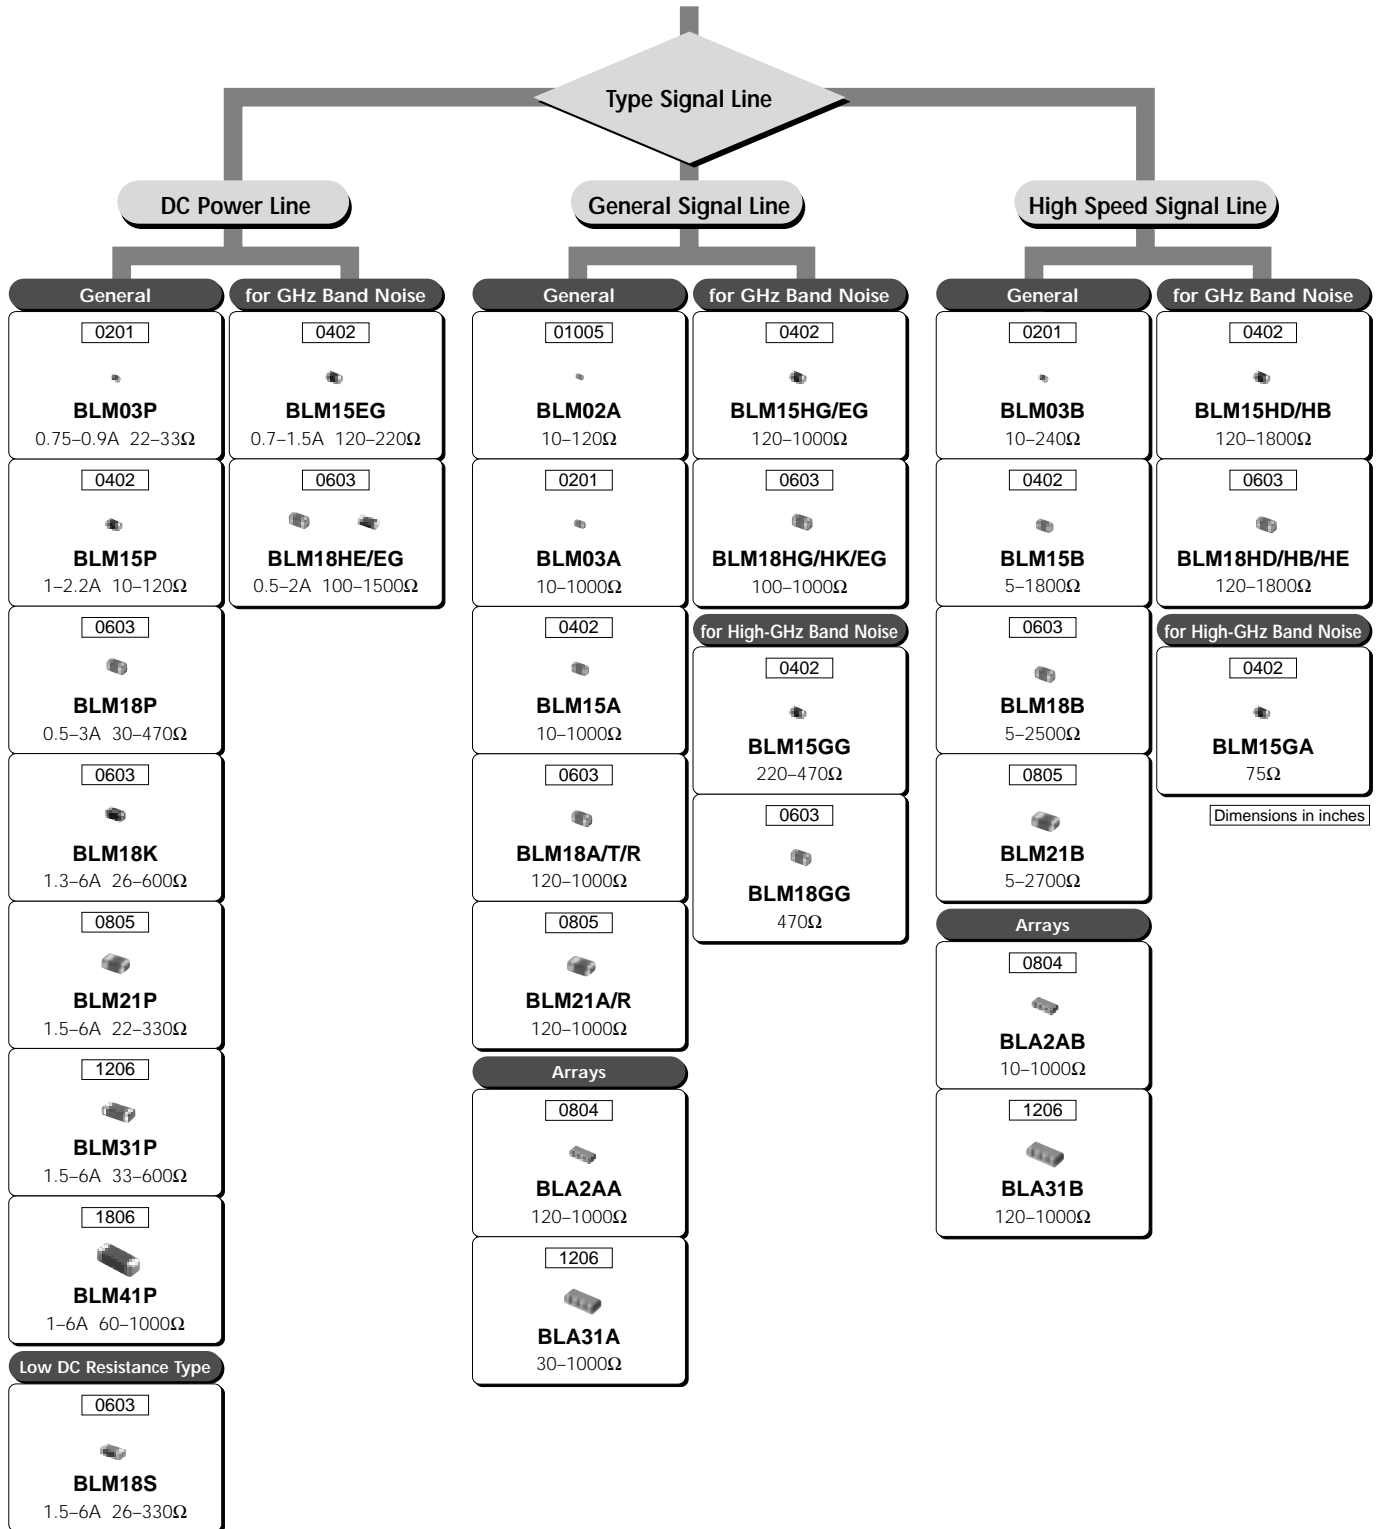 Type Signal Line
DC Power Line
General
0201
BLM03P
0.75–0.9A 22–33Ω
0402
BLM15P
1–2.2A 10–120Ω
0603
BLM18P
0.5–3A 30–470Ω
0603
BLM18K
1.3–6A 26–600Ω
0805
BLM21P
1.5–6A 22–330Ω
1206
BLM31P
1.5–6A 33–600Ω
1806
BLM41P
1–6A 60–1000Ω
Low DC Resistance Type
0603
BLM18S
1.5–6A 26–330Ω
for GHz Band Noise
0402
BLM15EG
0.7–1.5A 120–220Ω
0603
BLM18HE/EG
0.5–2A 100–1500Ω
General Signal Line
General
01005
BLM02A
10–120Ω
0201
BLM03A
10–1000Ω
0402
BLM15A
10–1000Ω
0603
BLM18A/T/R
120–1000Ω
0805
BLM21A/R
120–1000Ω
Arrays
0804
BLA2AA
120–1000Ω
1206
BLA31A
30–1000Ω
for GHz Band Noise
0402
BLM15HG/EG
120–1000Ω
0603
BLM18HG/HK/EG
100–1000Ω
for High-GHz Band Noise
0402
BLM15GG
220–470Ω
0603
BLM18GG
470Ω
High Speed Signal Line
General
0201
BLM03B
10–240Ω
0402
BLM15B
5–1800Ω
0603
BLM18B
5–2500Ω
0805
BLM21B
5–2700Ω
Arrays
0804
BLA2AB
10–1000Ω
1206
BLA31B
120–1000Ω
for GHz Band Noise
0402
BLM15HD/HB
120–1800Ω
0603
BLM18HD/HB/HE
120–1800Ω
for High-GHz Band Noise
0402
BLM15GA
75Ω
Dimensions in inches